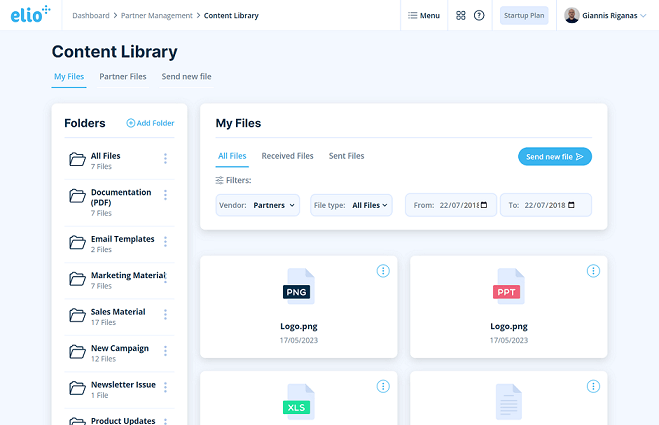 elio
Dashboard > Partner Management > Content Library
Menu
?
Startup Plan
Giannis Riganas
Content Library
My Files
Partner Files
Send new file
Folders
Add Folder
All Files
7 Files
Documentation
(PDF)
7 Files
Email Templates
2 Files
Marketing Material
7 Files
Sales Material
17 Files
New Campaign
12 Files
Newsletter Issue
1 File
Product Updates
My Files
All Files
Received Files
Sent Files
Send new file
Filters:
Vendor: Partners
File type: All Files
From: 22/07/2018
To: 22/07/2018
PNG
Logo.png
17/05/2023
PPT
Logo.png
17/05/2023
XLS